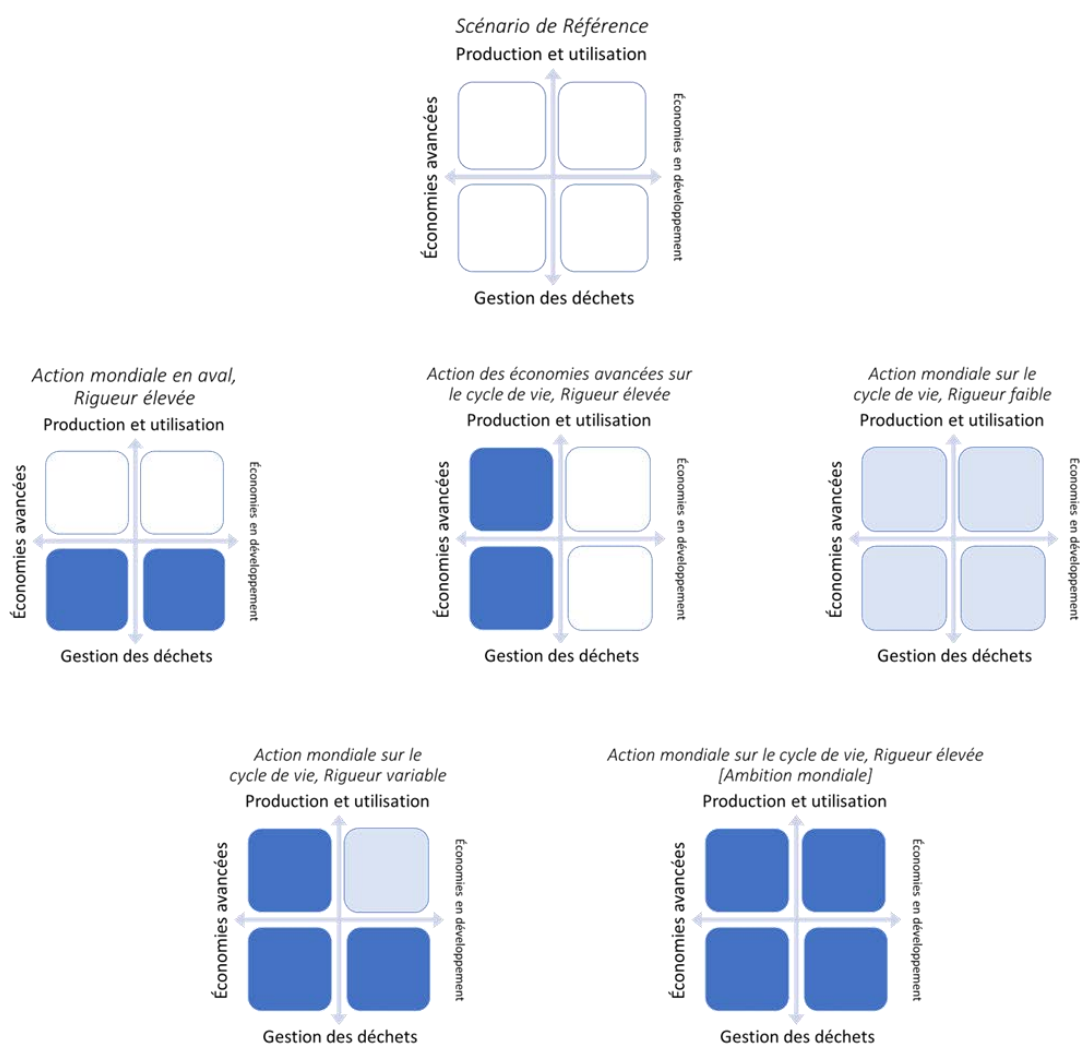 Scénario de Référence
Production et utilisation
Économies avancées
Économies en développement
Gestion des déchets
Action mondiale en aval,
Rigueur élevée
Production et utilisation
Économies avancées
Économies en développement
Gestion des déchets
Action des économies avancées sur
le cycle de vie, Rigueur élevée
Production et utilisation
Économies avancées
Économies en développement
Gestion des déchets
Action mondiale sur le
cycle de vie, Rigueur faible
Production et utilisation
Économies avancées
Économies en développement
Gestion des déchets
Action mondiale sur le
cycle de vie, Rigueur variable
Production et utilisation
Économies avancées
Économies en développement
Gestion des déchets
Action mondiale sur le cycle de vie, Rigueur élevée
[Ambition mondiale]
Production et utilisation
Économies avancées
Économies en développement
Gestion des déchets